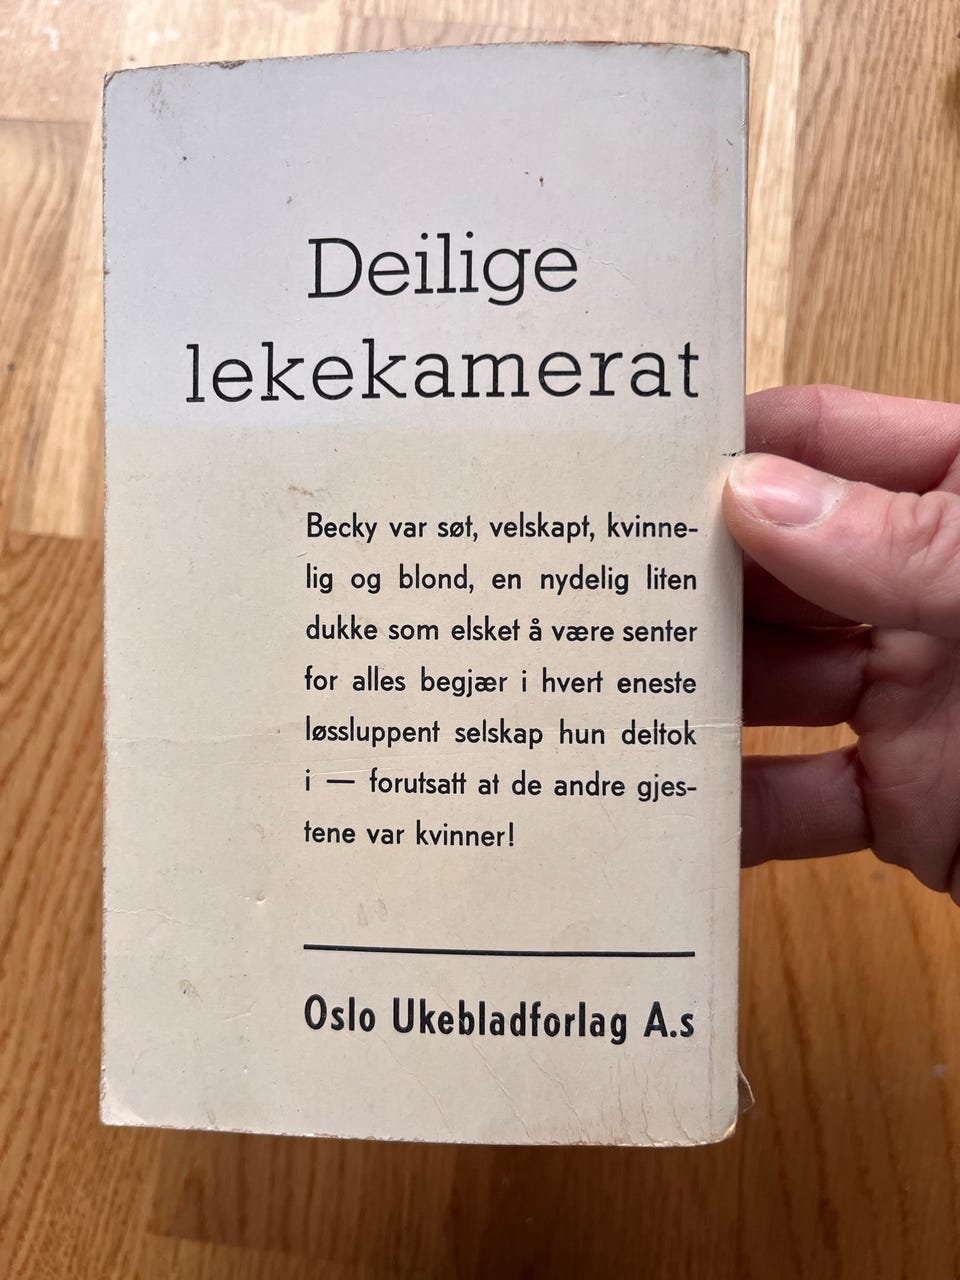 Deilige
lekekamerat
Becky var søt, velskapt, kvinne-
lig og blond, en nydelig liten
dukke som elsket å være senter
for alles begjær i hvert eneste
løssluppent selskap hun deltok
i — forutsatt at de andre gjes-
tene var kvinner!
Oslo Ukebladforlag A.s